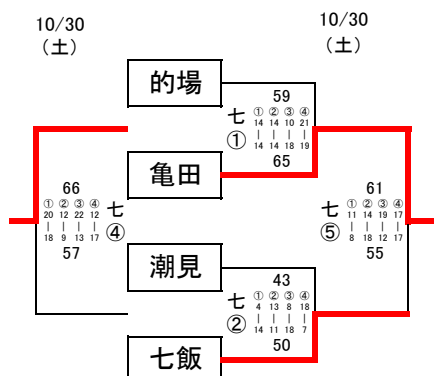 10/30
(土)
10/30
(土)
的場
59
七 ① ② ③ ④
14 14 10 21
① | | | |
14 14 18 19
65
亀田
66
① ② ③ ④ 七
20 12 22 12
| | | | ④
18 9 13 17
57
61
七 ① ② ③ ④
11 14 19 17
⑤ | | | |
8 18 12 17
55
潮見
43
七 ① ② ③ ④
4 13 8 18
② | | | |
14 11 18 7
50
七飯